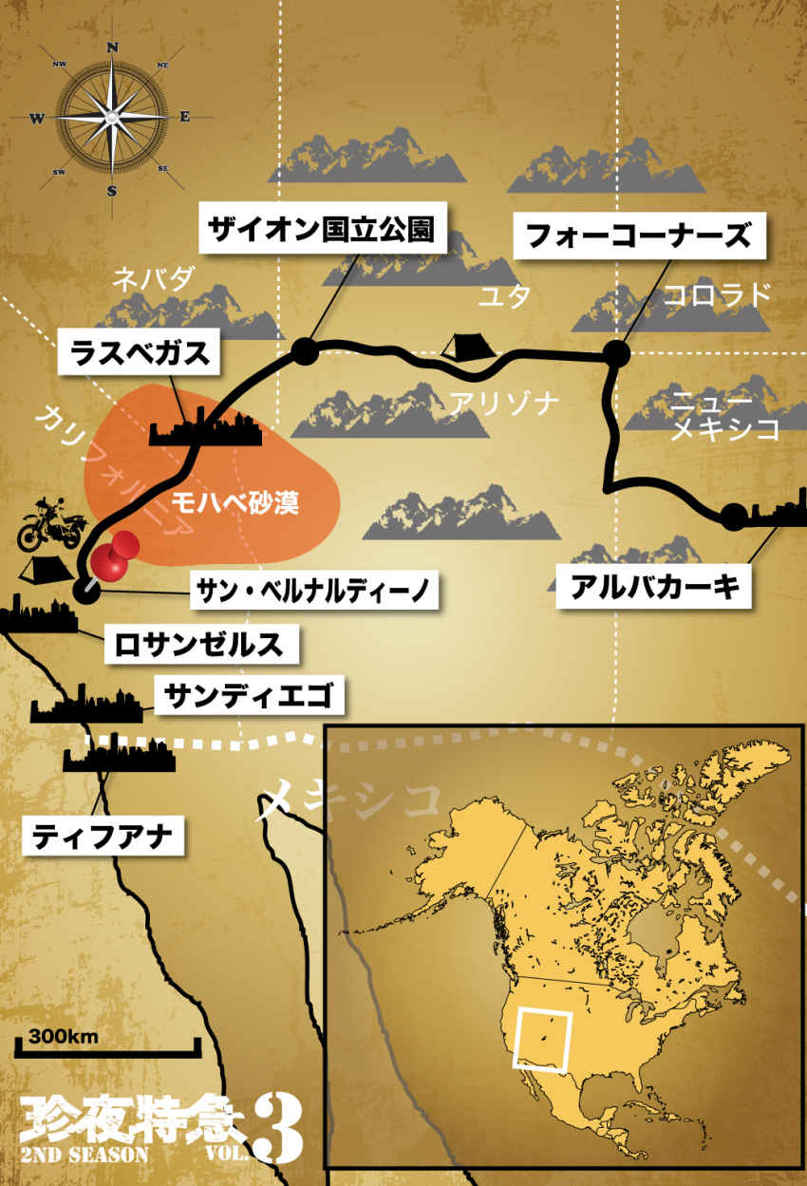 N
NW
NE
W
E
SW
SE
S
ザイオン国立公園
フォーコーナーズ
ネバダ
ユタ
コロラド
ラスベガス
カリフォルニア
アリゾナ
ニュー
メキシコ
モハベ砂漠
サン・ベルナルディーノ
アルバカーキ
ロサンゼルス
サンディエゴ
メキシコ
ティフアナ
300km
珍夜特急3
2ND SEASON VOL.